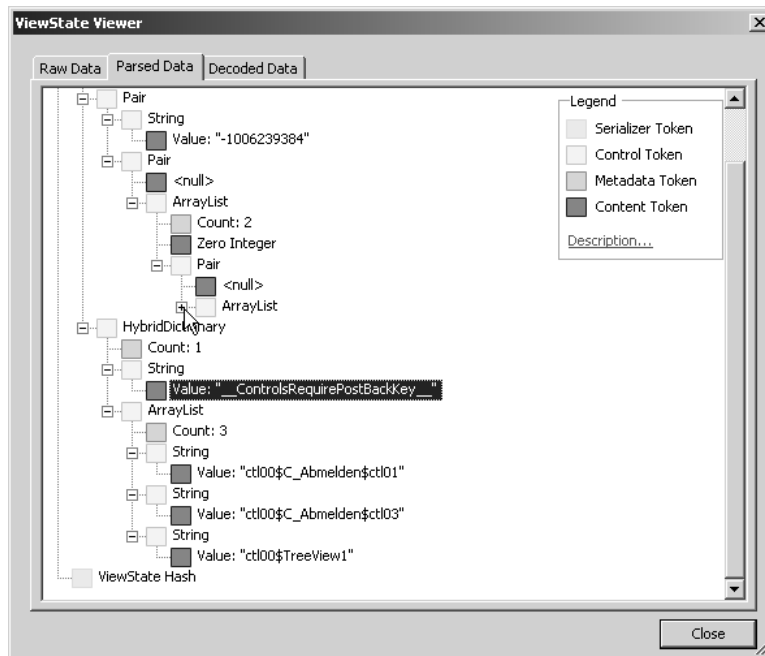 ViewState Viewer
Raw Data Parsed Data Decoded Data
Pair
String
Value: "-1006239384"
Pair
<null>
ArrayList
Count: 2
Zero Integer
Pair
<null>
ArrayList
HybridDictionary
Count: 1
String
Value: "__ControlsRequirePostBackKey__"
ArrayList
Count: 3
String
Value: "ctl00$C_Abmelden$ctl01"
String
Value: "ctl00$C_Abmelden$ctl03"
String
Value: "ctl00$TreeView1"
ViewState Hash
Legend
Serializer Token
Control Token
Metadata Token
Content Token
Description...
Close